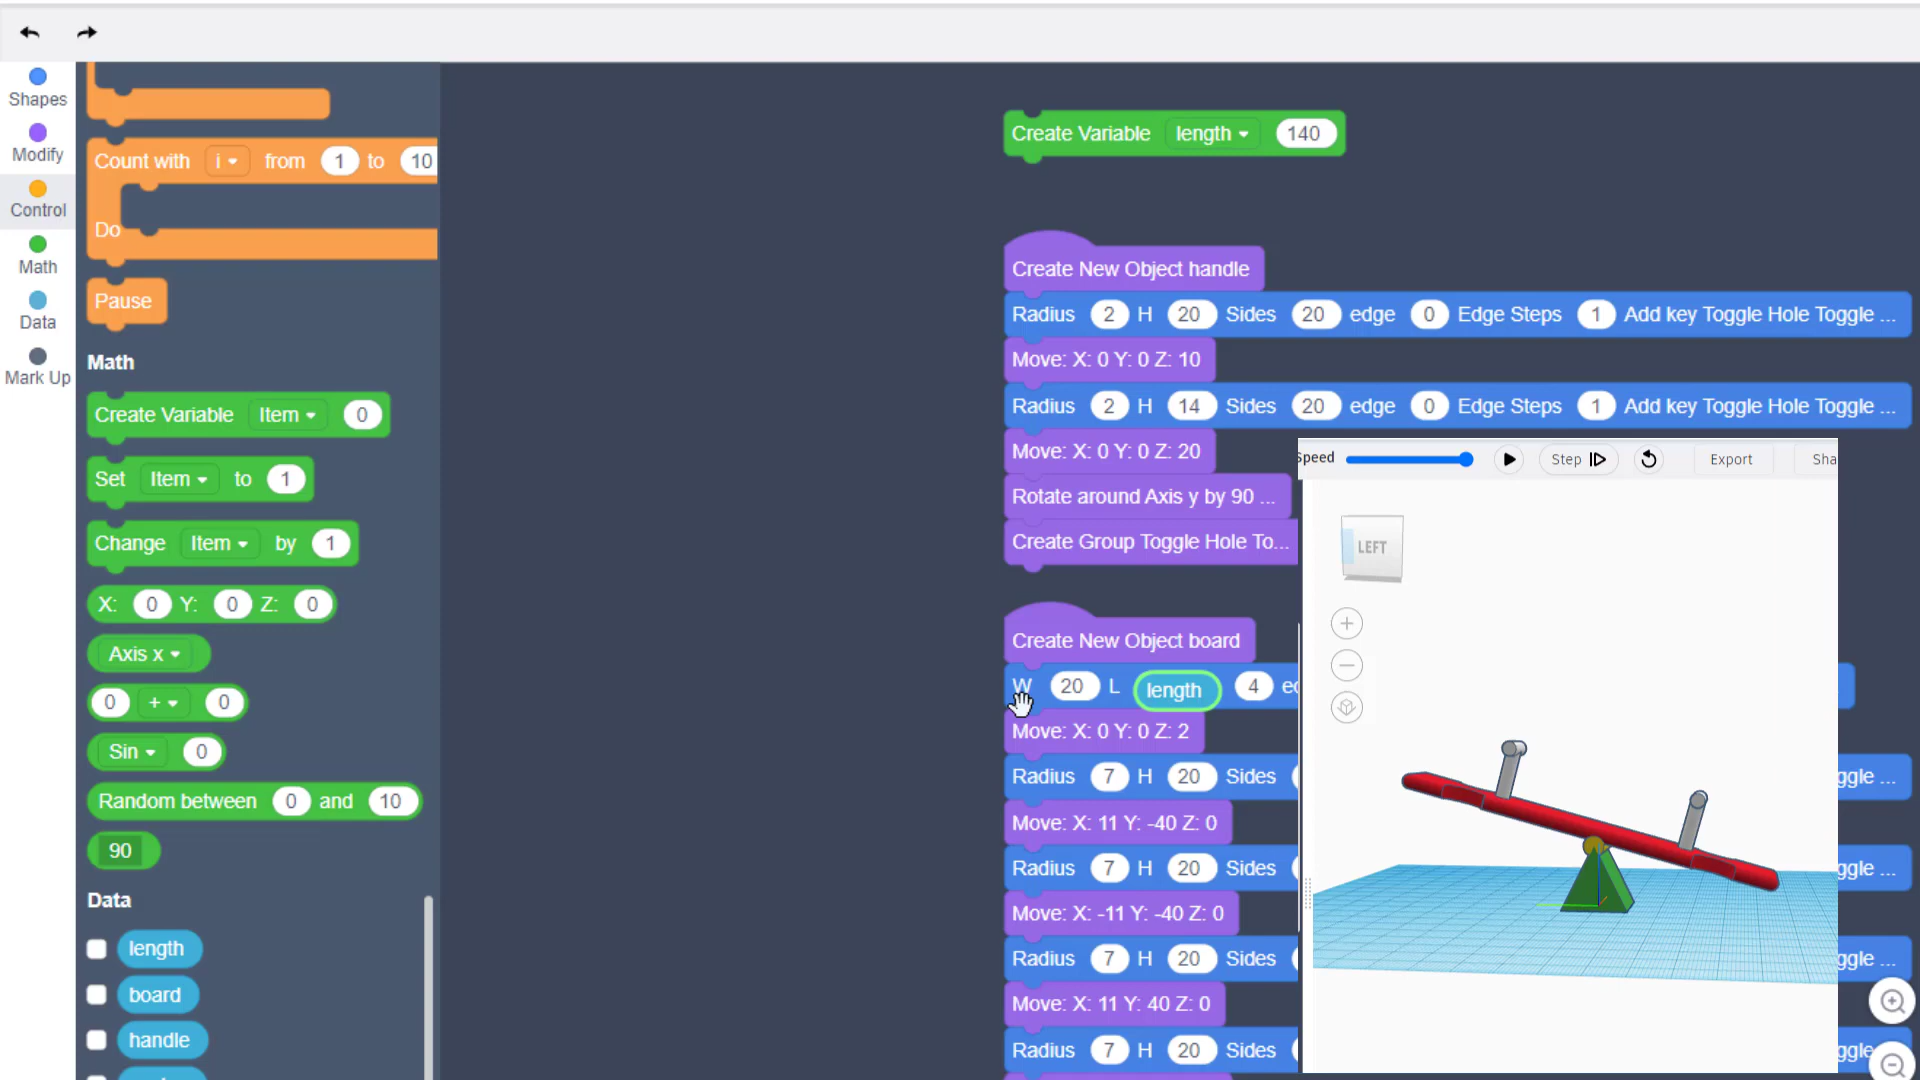 Shapes
Modify
Control
Math
Data
Mark Up
Count with i from 1 to 10
Do
Pause
Math
Create Variable Item 0
Set Item to 1
Change Item by 1
X: 0 Y: 0 Z: 0
Axis x
0 + 0
Sin 0
Random between 0 and 10
90
Data
length
board
handle
Create Variable length 140
Create New Object handle
Radius 2 H 20 Sides 20 edge 0 Edge Steps 1 Add key Toggle Hole Toggle ...
Move: X: 0 Y: 0 Z: 10
Radius 2 H 14 Sides 20 edge 0 Edge Steps 1 Add key Toggle Hole Toggle ...
Move: X: 0 Y: 0 Z: 20
Rotate around Axis y by 90 ...
Create Group Toggle Hole To...
Create New Object board
W 20 L length 4 ed
Move: X: 0 Y: 0 Z: 2
Radius 7 H 20 Sides ggle ...
Move: X: 11 Y: -40 Z: 0
Radius 7 H 20 Sides ggle ...
Move: X: -11 Y: -40 Z: 0
Radius 7 H 20 Sides ggle ...
Move: X: 11 Y: 40 Z: 0
Radius 7 H 20 Sides ggle
Speed Step Export Sha
LEFT